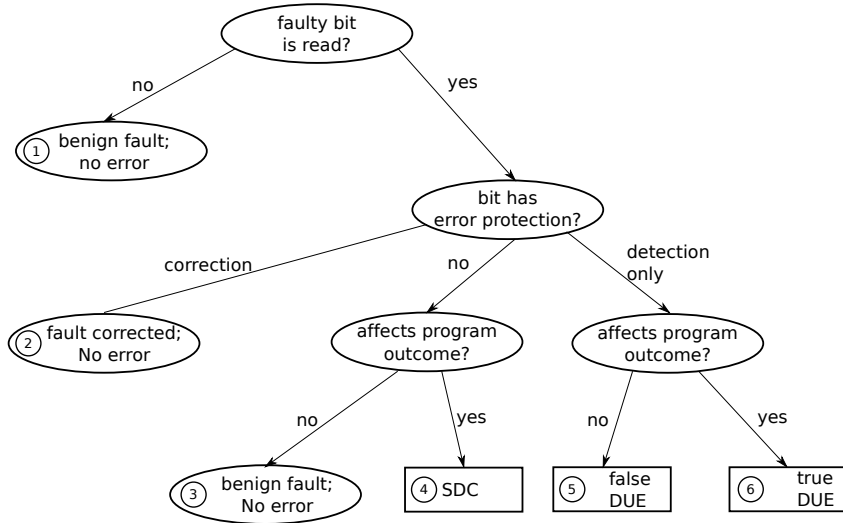 faulty bit
is read?
no
yes
1
benign fault;
no error
bit has
error protection?
correction
no
detection
only
2
fault corrected;
No error
affects program
outcome?
affects program
outcome?
no
yes
no
yes
3
benign fault;
No error
4
SDC
5
false
DUE
6
true
DUE